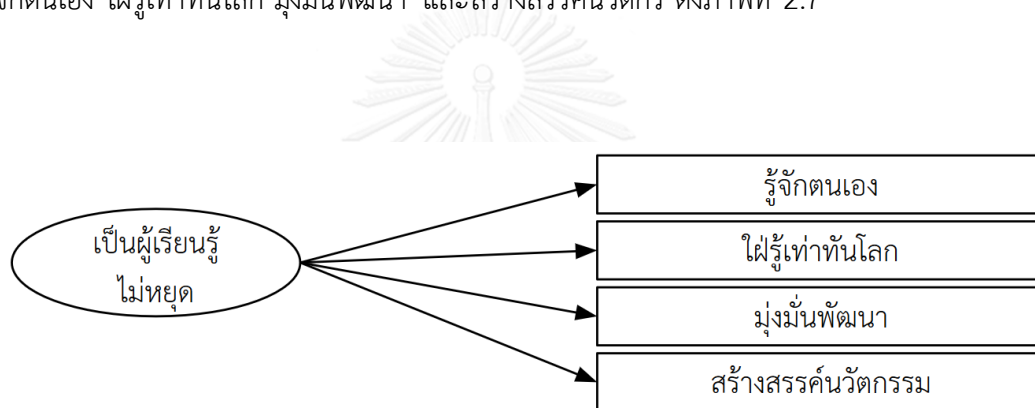 ใฝ่รู้เท่าทันโลก มุ่งมั่นพัฒนา และสร้างสรรค์นวัตกร ดังภาพที่ 2.7
เป็นผู้เรียนรู้
ไม่หยุด
รู้จักตนเอง
ใฝ่รู้เท่าทันโลก
มุ่งมั่นพัฒนา
สร้างสรรค์นวัตกรรม